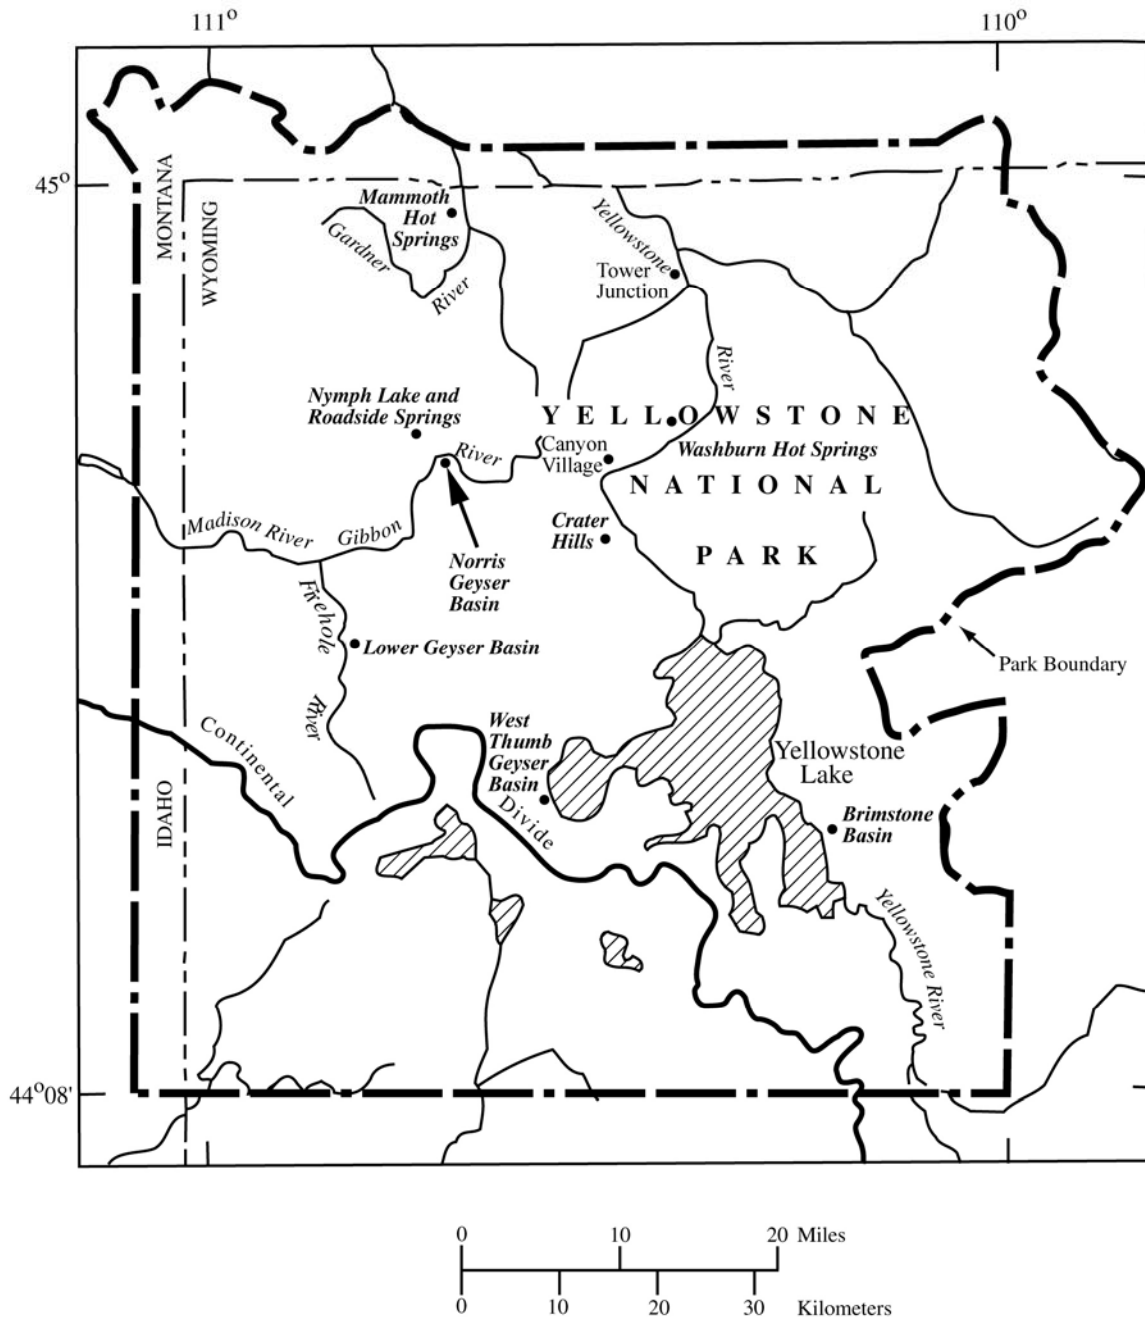 111°
110°
45°
MONTANA
WYOMING
Mammoth
Hot
Springs
Gardner
River
Yellowstone
Tower
Junction
River
Nymph Lake and
Roadside Springs
YELLOWSTONE
River
Canyon
Village
Washburn Hot Springs
NATIONAL
Madison River
Gibbon
Crater
Hills
PARK
Norris
Geyser
Basin
Firehole
Lower Geyser Basin
Park Boundary
River
Continental
West
Thumb
Geyser
Basin
Yellowstone
Lake
IDAHO
Divide
Brimstone
Basin
Yellowstone River
44°08'
0 10 20 Miles
0 10 20 30 Kilometers